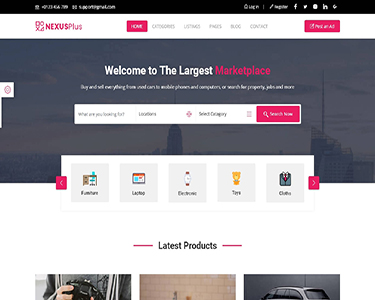 +0123 456 789 support@gmail.com Log in / Register
NEXUSPlus HOME CATEGORIES LISTINGS PAGES BLOG CONTACT Post an Ad
Welcome to The Largest Marketplace
Buy and sell everything from used cars to mobile phones and computers, or search for property, jobs and more
What are you looking for? Locations Select Category Search Now
Furniture Laptop Electronic Toys Cloths
Latest Products